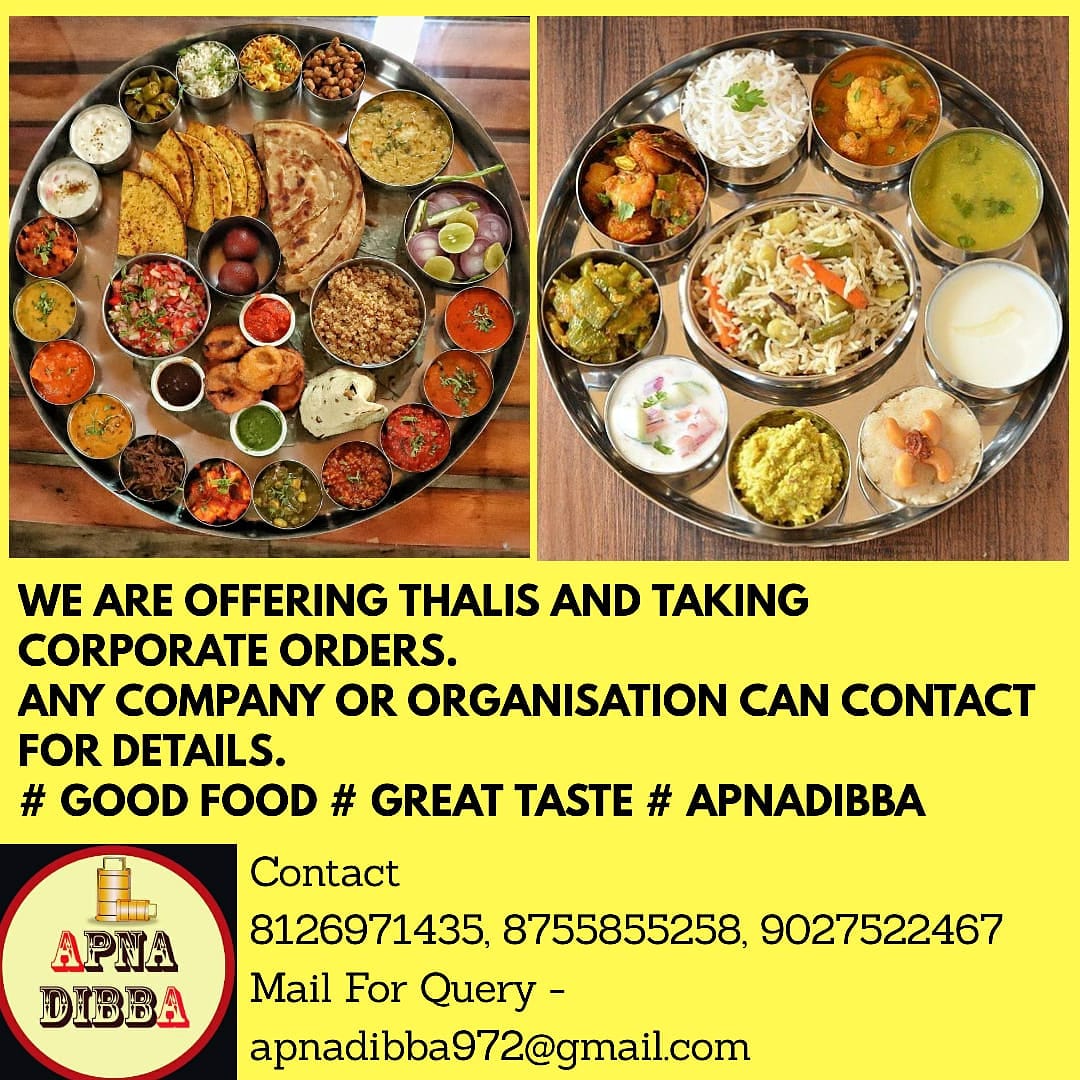 WE ARE OFFERING THALIS AND TAKING
CORPORATE ORDERS.
ANY COMPANY OR ORGANISATION CAN CONTACT
FOR DETAILS.
# GOOD FOOD # GREAT TASTE # APNADIBBA
APNA
DIBBA
Contact
8126971435, 8755855258, 9027522467
Mail For Query -
apnadibba972@gmail.com